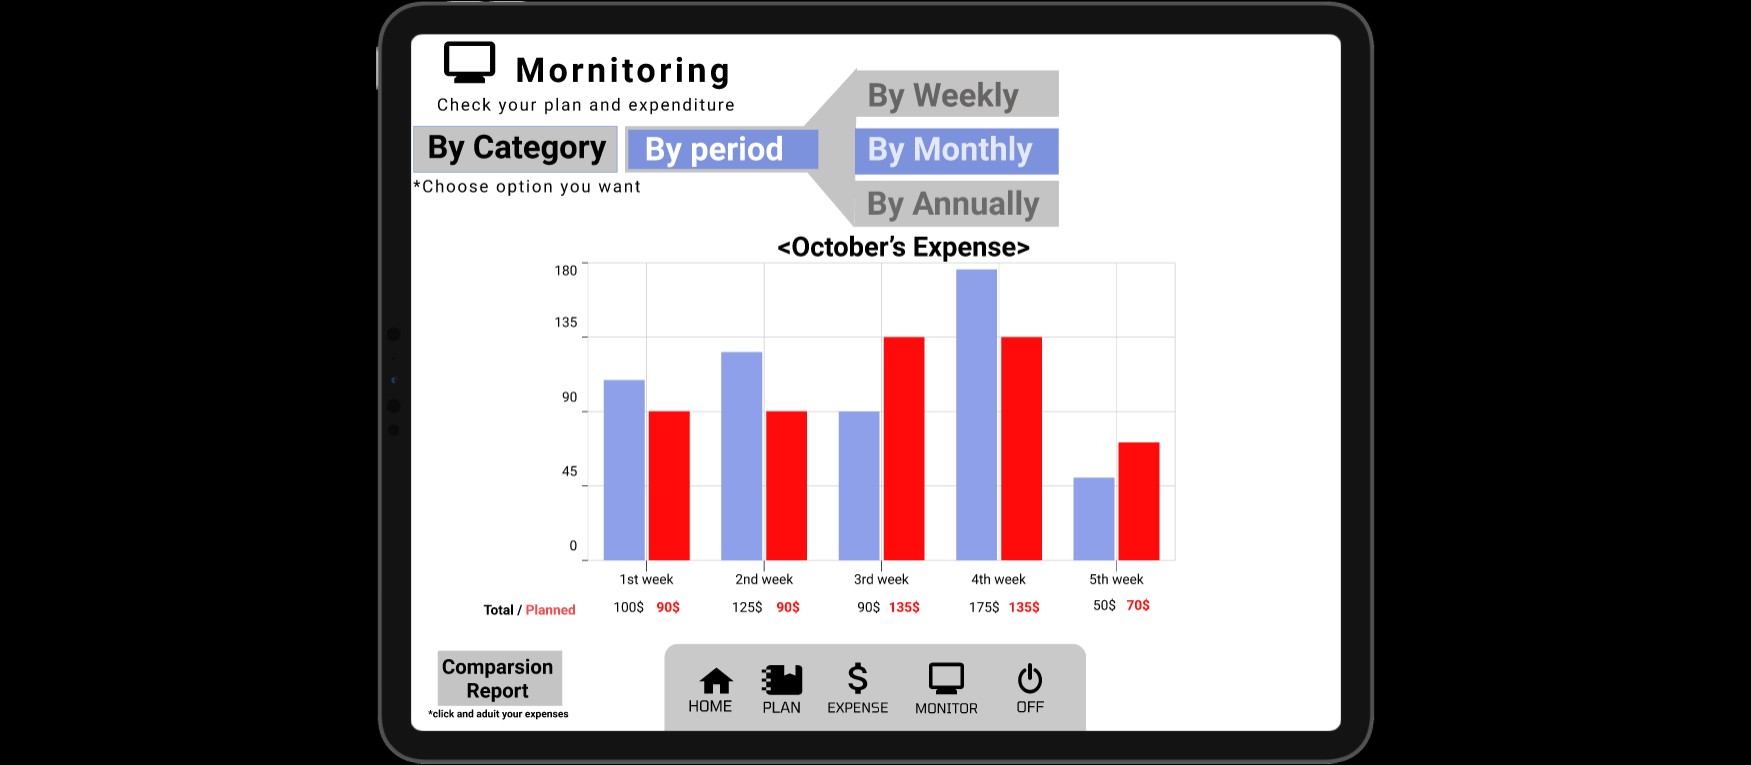 Mornitoring
Check your plan and expenditure
By Category
By period
*Choose option you want
By Weekly
By Monthly
By Annually
<October’s Expense>
180
135
90
45
0
1st week 2nd week 3rd week 4th week 5th week
Total / Planned 100$ 90$ 125$ 90$ 90$ 135$ 175$ 135$ 50$ 70$
Comparsion
Report
*click and aduit your expenses
HOME PLAN EXPENSE MONITOR OFF